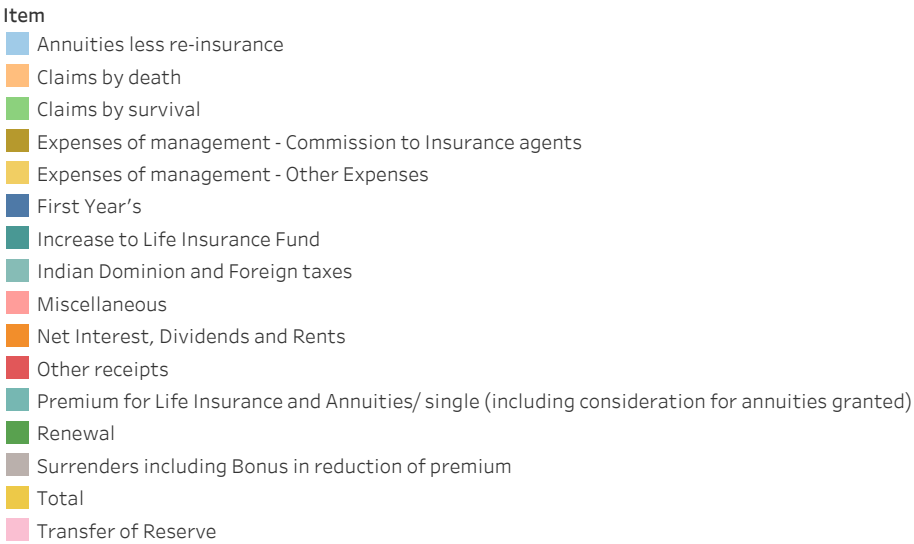 Item
Annuities less re-insurance
Claims by death
Claims by survival
Expenses of management - Commission to Insurance agents
Expenses of management - Other Expenses
First Year’s
Increase to Life Insurance Fund
Indian Dominion and Foreign taxes
Miscellaneous
Net Interest, Dividends and Rents
Other receipts
Premium for Life Insurance and Annuities/ single (including consideration for annuities granted)
Renewal
Surrenders including Bonus in reduction of premium
Total
Transfer of Reserve